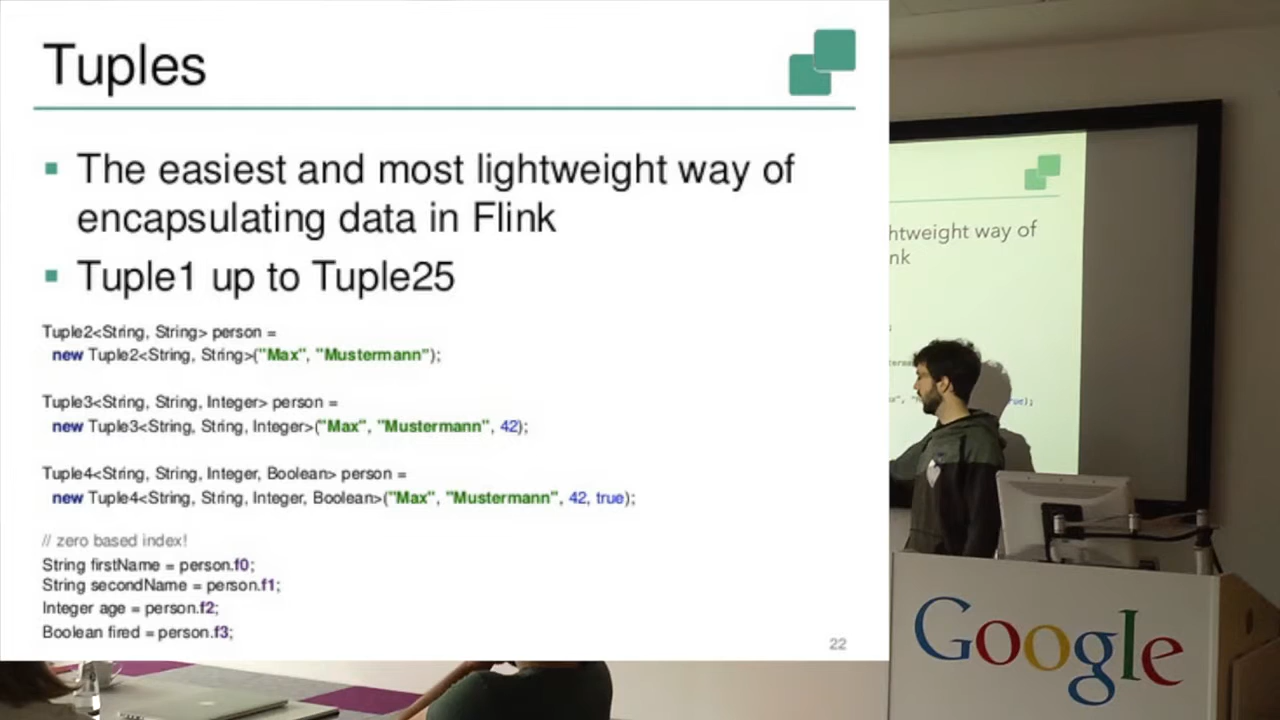 Tuples
The easiest and most lightweight way of
encapsulating data in Flink
Tuple1 up to Tuple25
Tuple2<String, String> person =
new Tuple2<String, String>("Max", "Mustermann");
Tuple3<String, String, Integer> person =
new Tuple3<String, String, Integer>("Max", "Mustermann", 42);
Tuple4<String, String, Integer, Boolean> person =
new Tuple4<String, String, Integer, Boolean>("Max", "Mustermann", 42, true);
// zero based index!
String firstName = person.f0;
String secondName = person.f1;
Integer age = person.f2;
Boolean fired = person.f3;
22
htweight way of
nk
Google